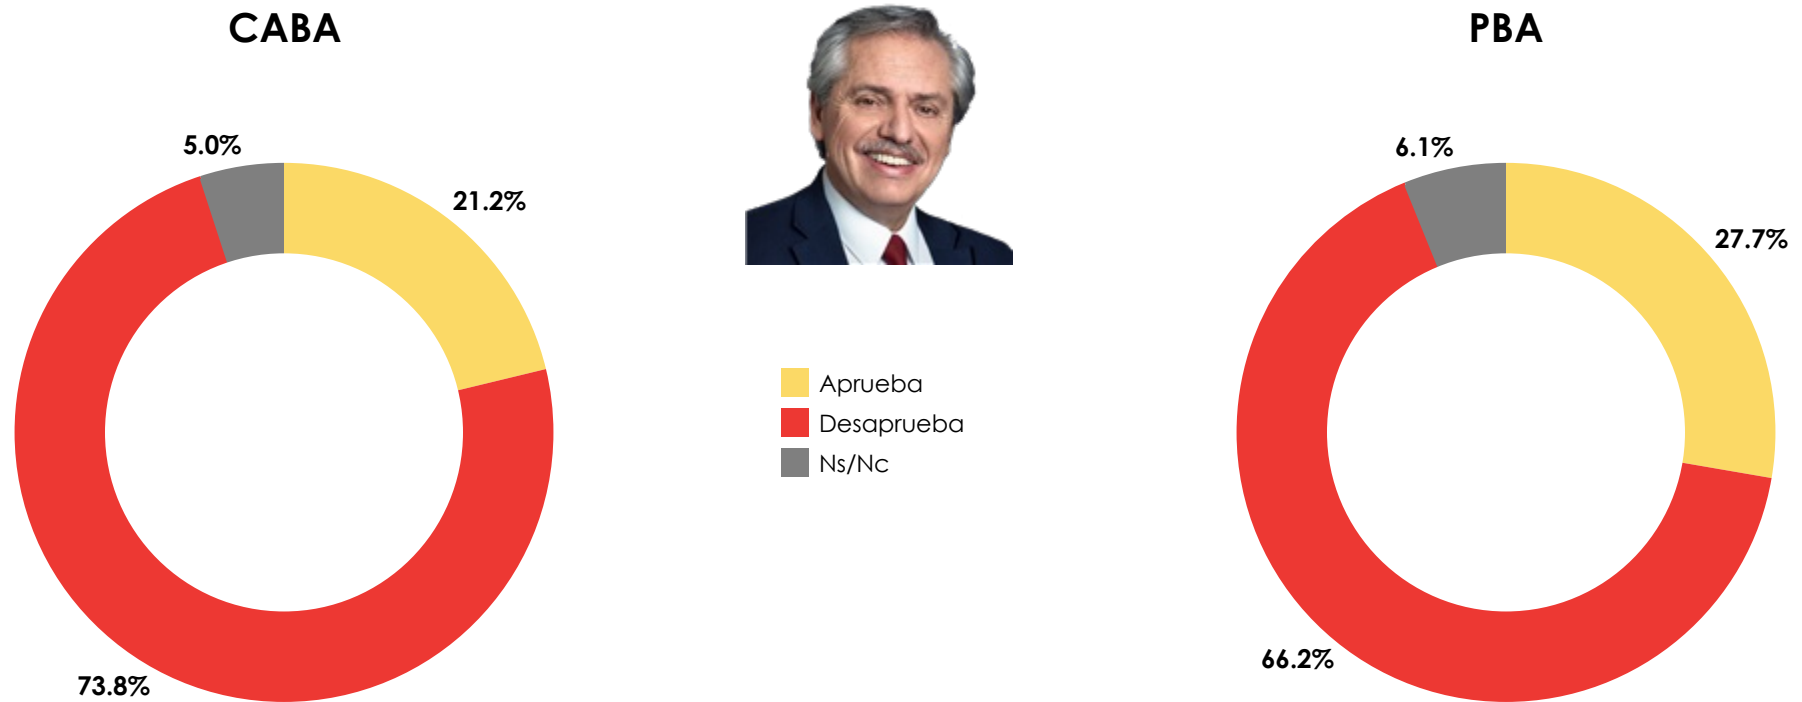 CABA
5.0%
21.2%
73.8%
Aprueba
Desaprueba
Ns/Nc
PBA
6.1%
27.7%
66.2%